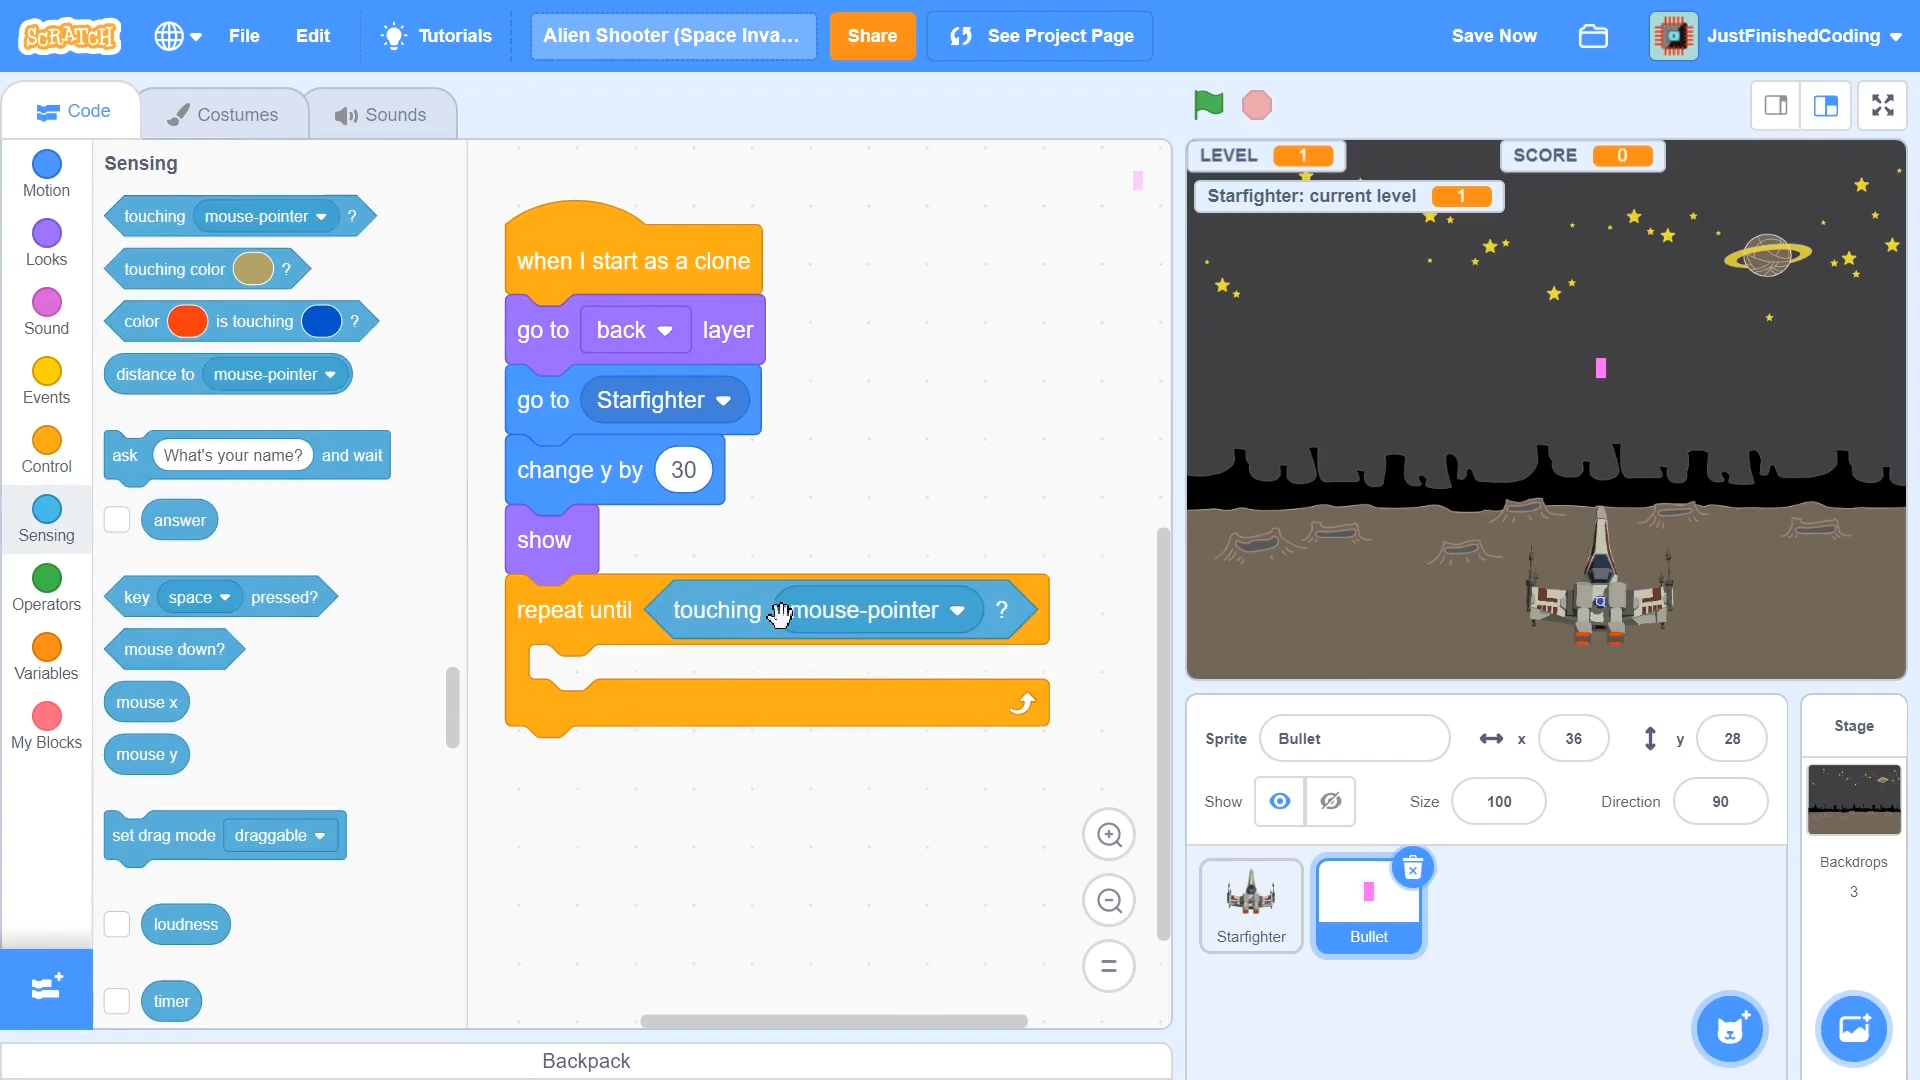 SCRATCH
File
Edit
Tutorials
Alien Shooter (Space Inva...
Share
See Project Page
Save Now
JustFinishedCoding
Code
Costumes
Sounds
Motion
Looks
Sound
Events
Control
Sensing
Operators
Variables
My Blocks
Sensing
touching mouse-pointer ?
touching color ?
color is touching ?
distance to mouse-pointer
ask What's your name? and wait
answer
key space pressed?
mouse down?
mouse x
mouse y
set drag mode draggable
loudness
timer
when I start as a clone
go to back layer
go to Starfighter
change y by 30
show
repeat until touching mouse-pointer ?
LEVEL 1
SCORE 0
Starfighter: current level 1
Sprite Bullet x 36 y 28
Show Size 100 Direction 90
Starfighter
Bullet
Stage
Backdrops
3
Backpack